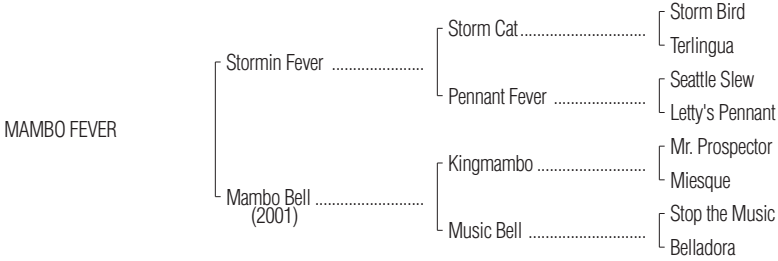 Storm Bird
Storm Cat..............................
Terlingua
Stormin Fever ......................
Seattle Slew
Pennant Fever .....................
Letty's Pennant
MAMBO FEVER
Mr. Prospector
Kingmambo .........................
Miesque
Mambo Bell ..........................
(2001)
Stop the Music
Music Bell ...........................
Belladora